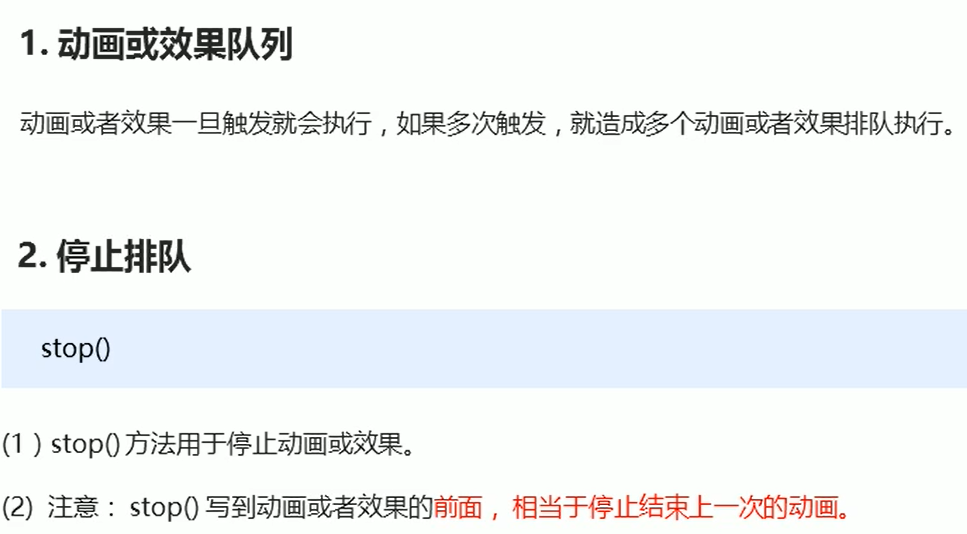 1. 动画或效果队列
动画或者效果一旦触发就会执行，如果多次触发，就造成多个动画或者效果排队执行。
2. 停止排队
stop()
(1）stop() 方法用于停止动画或效果。
(2) 注意： stop() 写到动画或者效果的前面， 相当于停止结束上一次的动画。